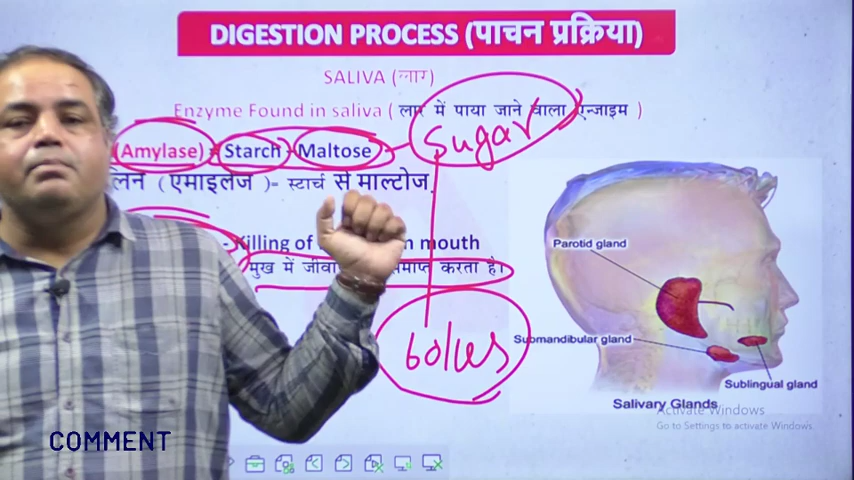 DIGESTION PROCESS (पाचन प्रक्रिया)
SALIVA (लार)
Enzyme Found in saliva ( लार में पाया जाने वाला एन्जाइम )
Sugar
(Amylase) Starch Maltose
( एमाइलेज )= स्टार्च से माल्टोज
- Killing of mouth
मुख में करता है।
bolus
Parotid gland
Submandibular gland
Sublingual gland
Salivary Glands
Activate Windows
Go to Settings to activate Windows.
COMMENT